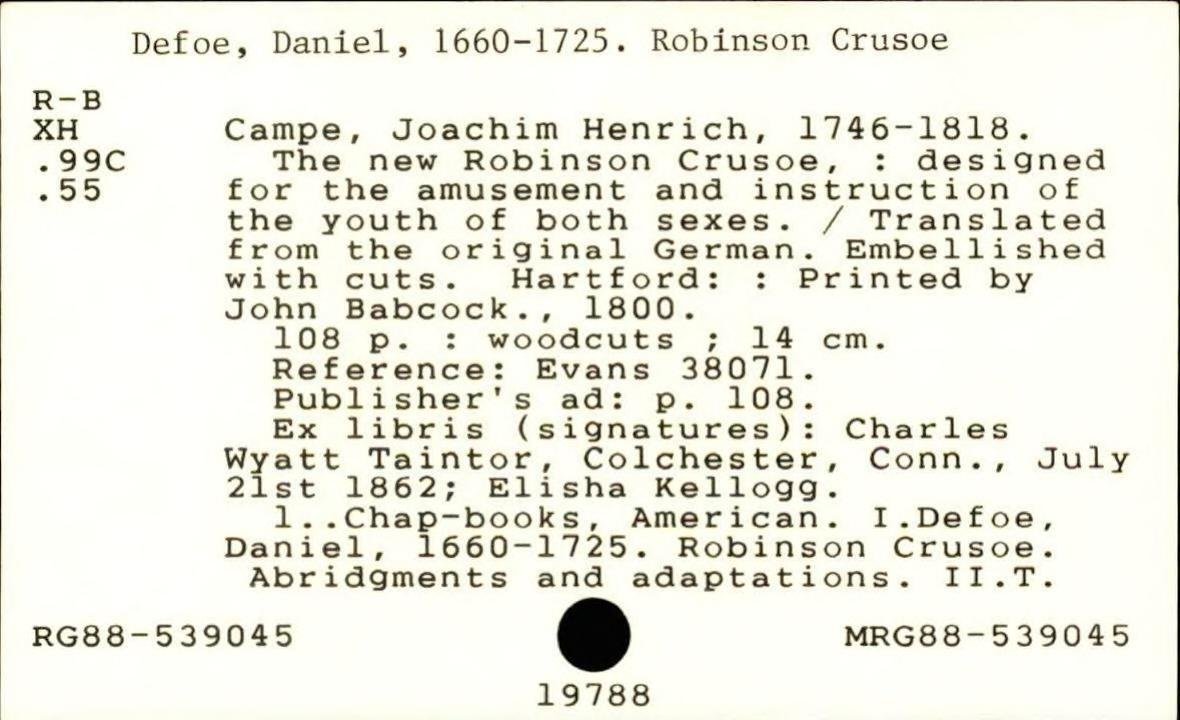 Defoe, Daniel, 1660-1725. Robinson Crusoe
R-B
XH Campe, Joachim Henrich, 1746-1818.
.99C The new Robinson Crusoe, : designed
.55 for the amusement and instruction of
the youth of both sexes. / Translated
from the original German. Embellished
with cuts. Hartford: : Printed by
John Babcock., 1800.
108 p. : woodcuts ; 14 cm.
Reference: Evans 38071.
Publisher's ad: p. 108.
Ex libris (signatures): Charles
Wyatt Taintor, Colchester, Conn., July
21st 1862; Elisha Kellogg.
1..Chap-books, American. I.Defoe,
Daniel, 1660-1725. Robinson Crusoe.
Abridgments and adaptations. II.T.
RG88-539045 MRG88-539045
19788